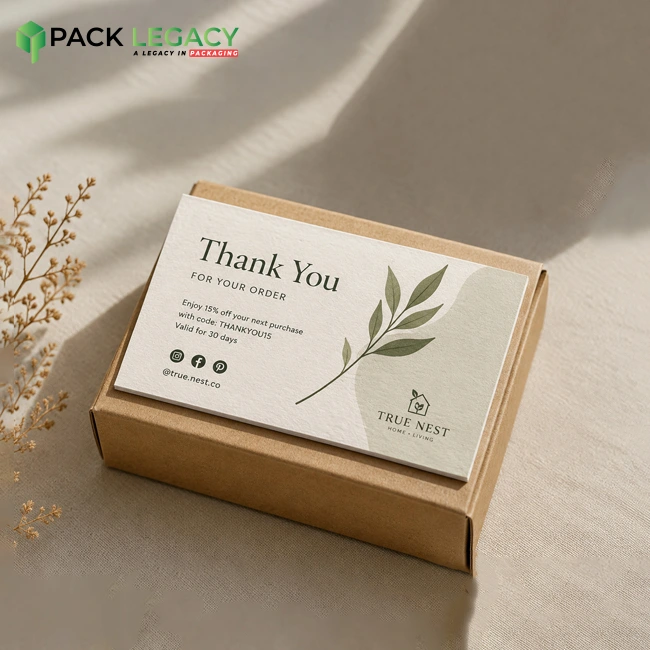 PACK LEGACY
A LEGACY IN PACKAGING
Thank You
FOR YOUR ORDER
Enjoy 15% off your next purchase
with code: THANKYOU15
Valid for 30 days
@true.nest.co
TRUE NEST
HOME • LIVING